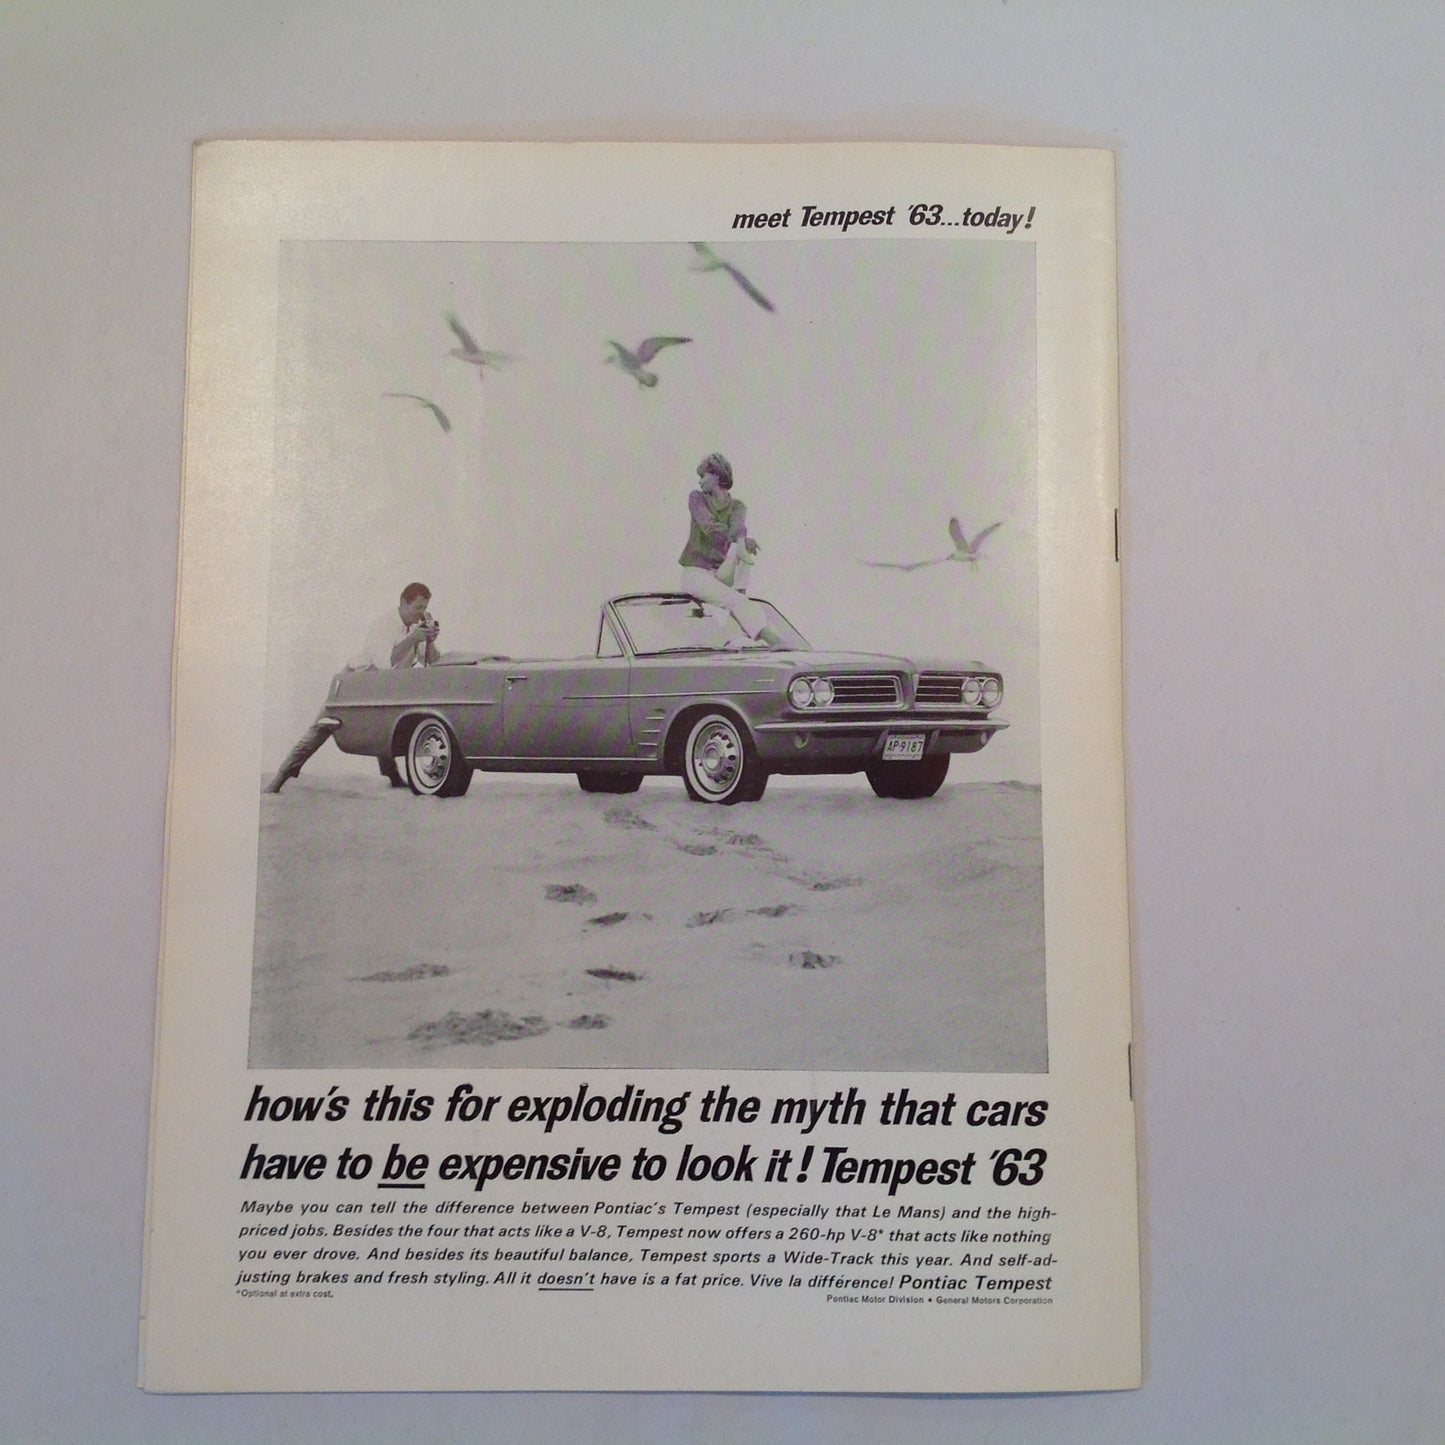 meet Tempest '63...today!
AP-9187
how's this for exploding the myth that cars
have to be expensive to look it! Tempest '63
Maybe you can tell the difference between Pontiac's Tempest (especially that Le Mans) and the high-
priced jobs. Besides the four that acts like a V-8, Tempest now offers a 260-hp V-8* that acts like nothing
you ever drove. And besides its beautiful balance, Tempest sports a Wide-Track this year. And self-ad-
justing brakes and fresh styling. All it doesn't have is a fat price. Vive la différence! Pontiac Tempest
*Optional at extra cost.
Pontiac Motor Division • General Motors Corporation